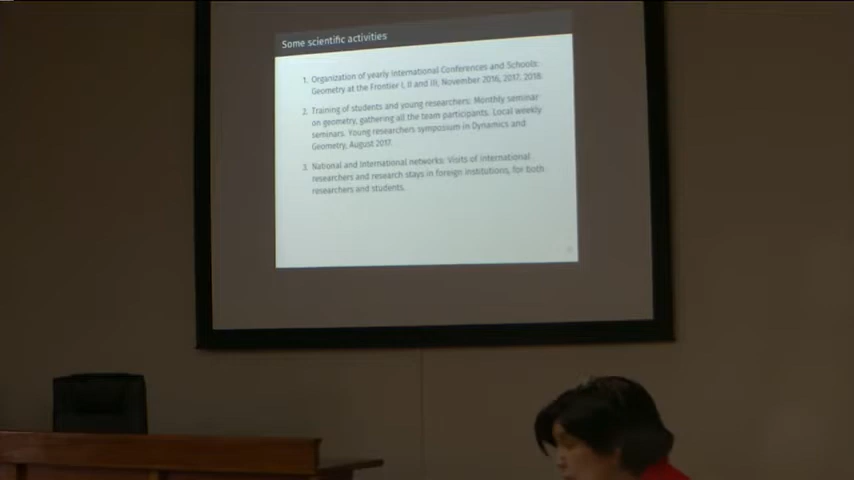 Some scientific activities
1. Organization of yearly International Conferences and Schools:
Geometry at the Frontier I, II and III, November 2016, 2017, 2018.
2. Training of students and young researchers: Monthly seminar
on geometry, gathering all the team participants. Local weekly
seminars. Young researchers symposium in Dynamics and
Geometry, August 2017.
3. National and International networks: Visits of international
researchers and research stays in foreign institutions, for both
researchers and students.